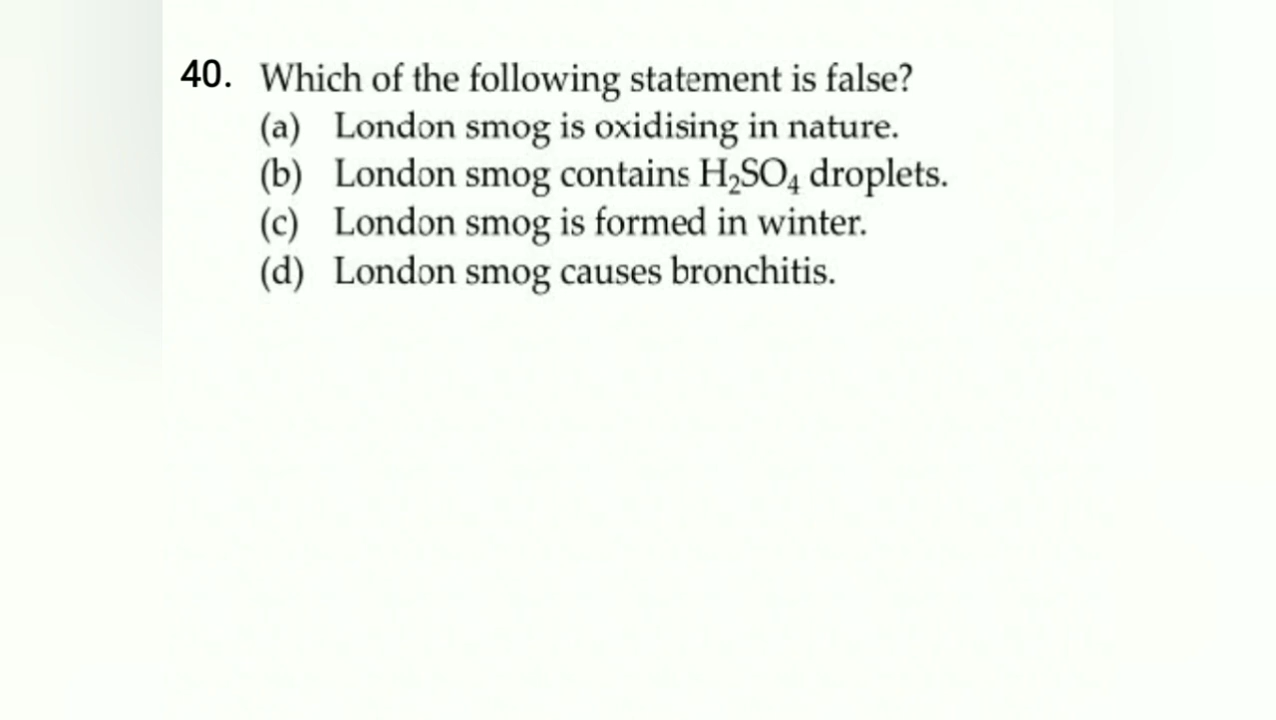 40. Which of the following statement is false?
(a) London smog is oxidising in nature.
(b) London smog contains H₂SO₄ droplets.
(c) London smog is formed in winter.
(d) London smog causes bronchitis.